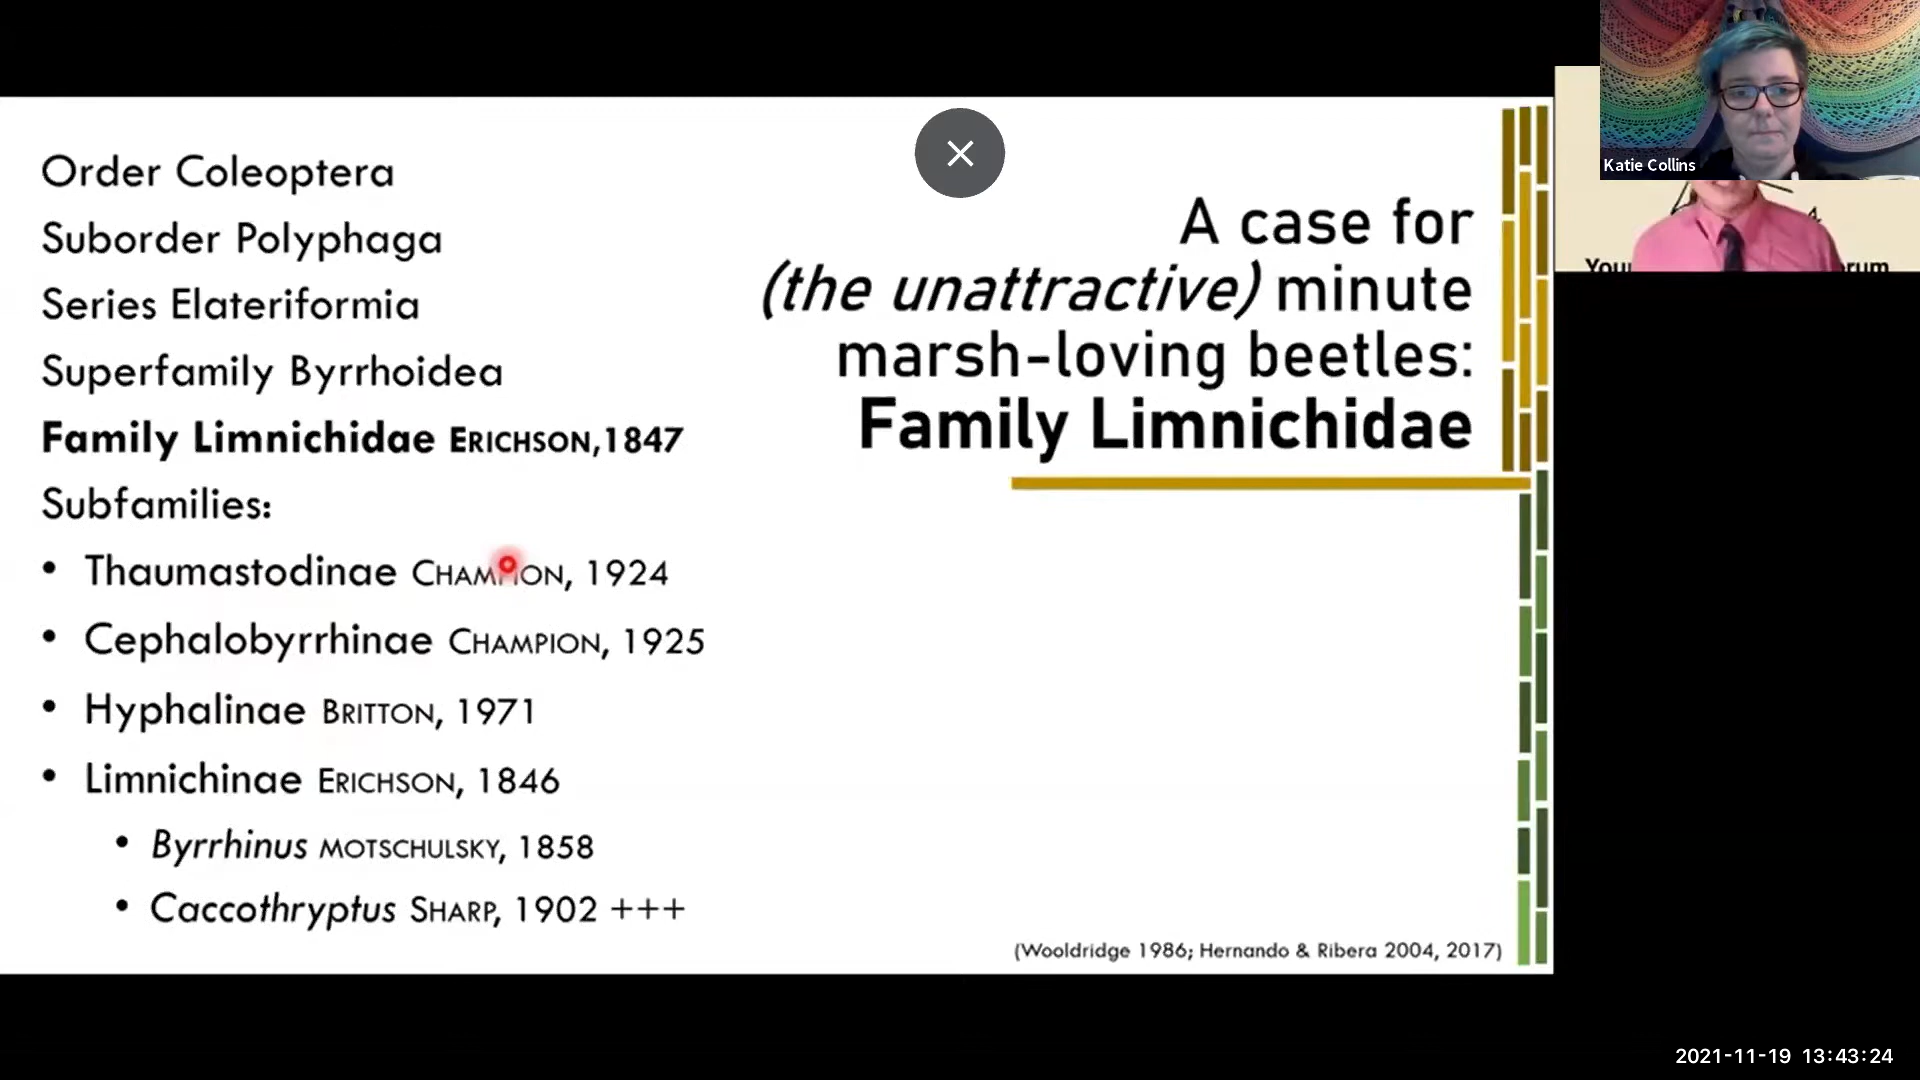 Order Coleoptera
Suborder Polyphaga
Series Elateriformia
Superfamily Byrrhoidea
Family Limnichidae ERICHSON,1847
Subfamilies:
• Thaumastodinae CHAMPION, 1924
• Cephalobyrrhinae CHAMPION, 1925
• Hyphalinae BRITTON, 1971
• Limnichinae ERICHSON, 1846
• Byrrhinus MOTSCHULSKY, 1858
• Caccothryptus SHARP, 1902 +++
A case for
(the unattractive) minute
marsh-loving beetles:
Family Limnichidae
(Wooldridge 1986; Hernando & Ribera 2004, 2017)
Katie Collins
2021-11-19 13:43:24